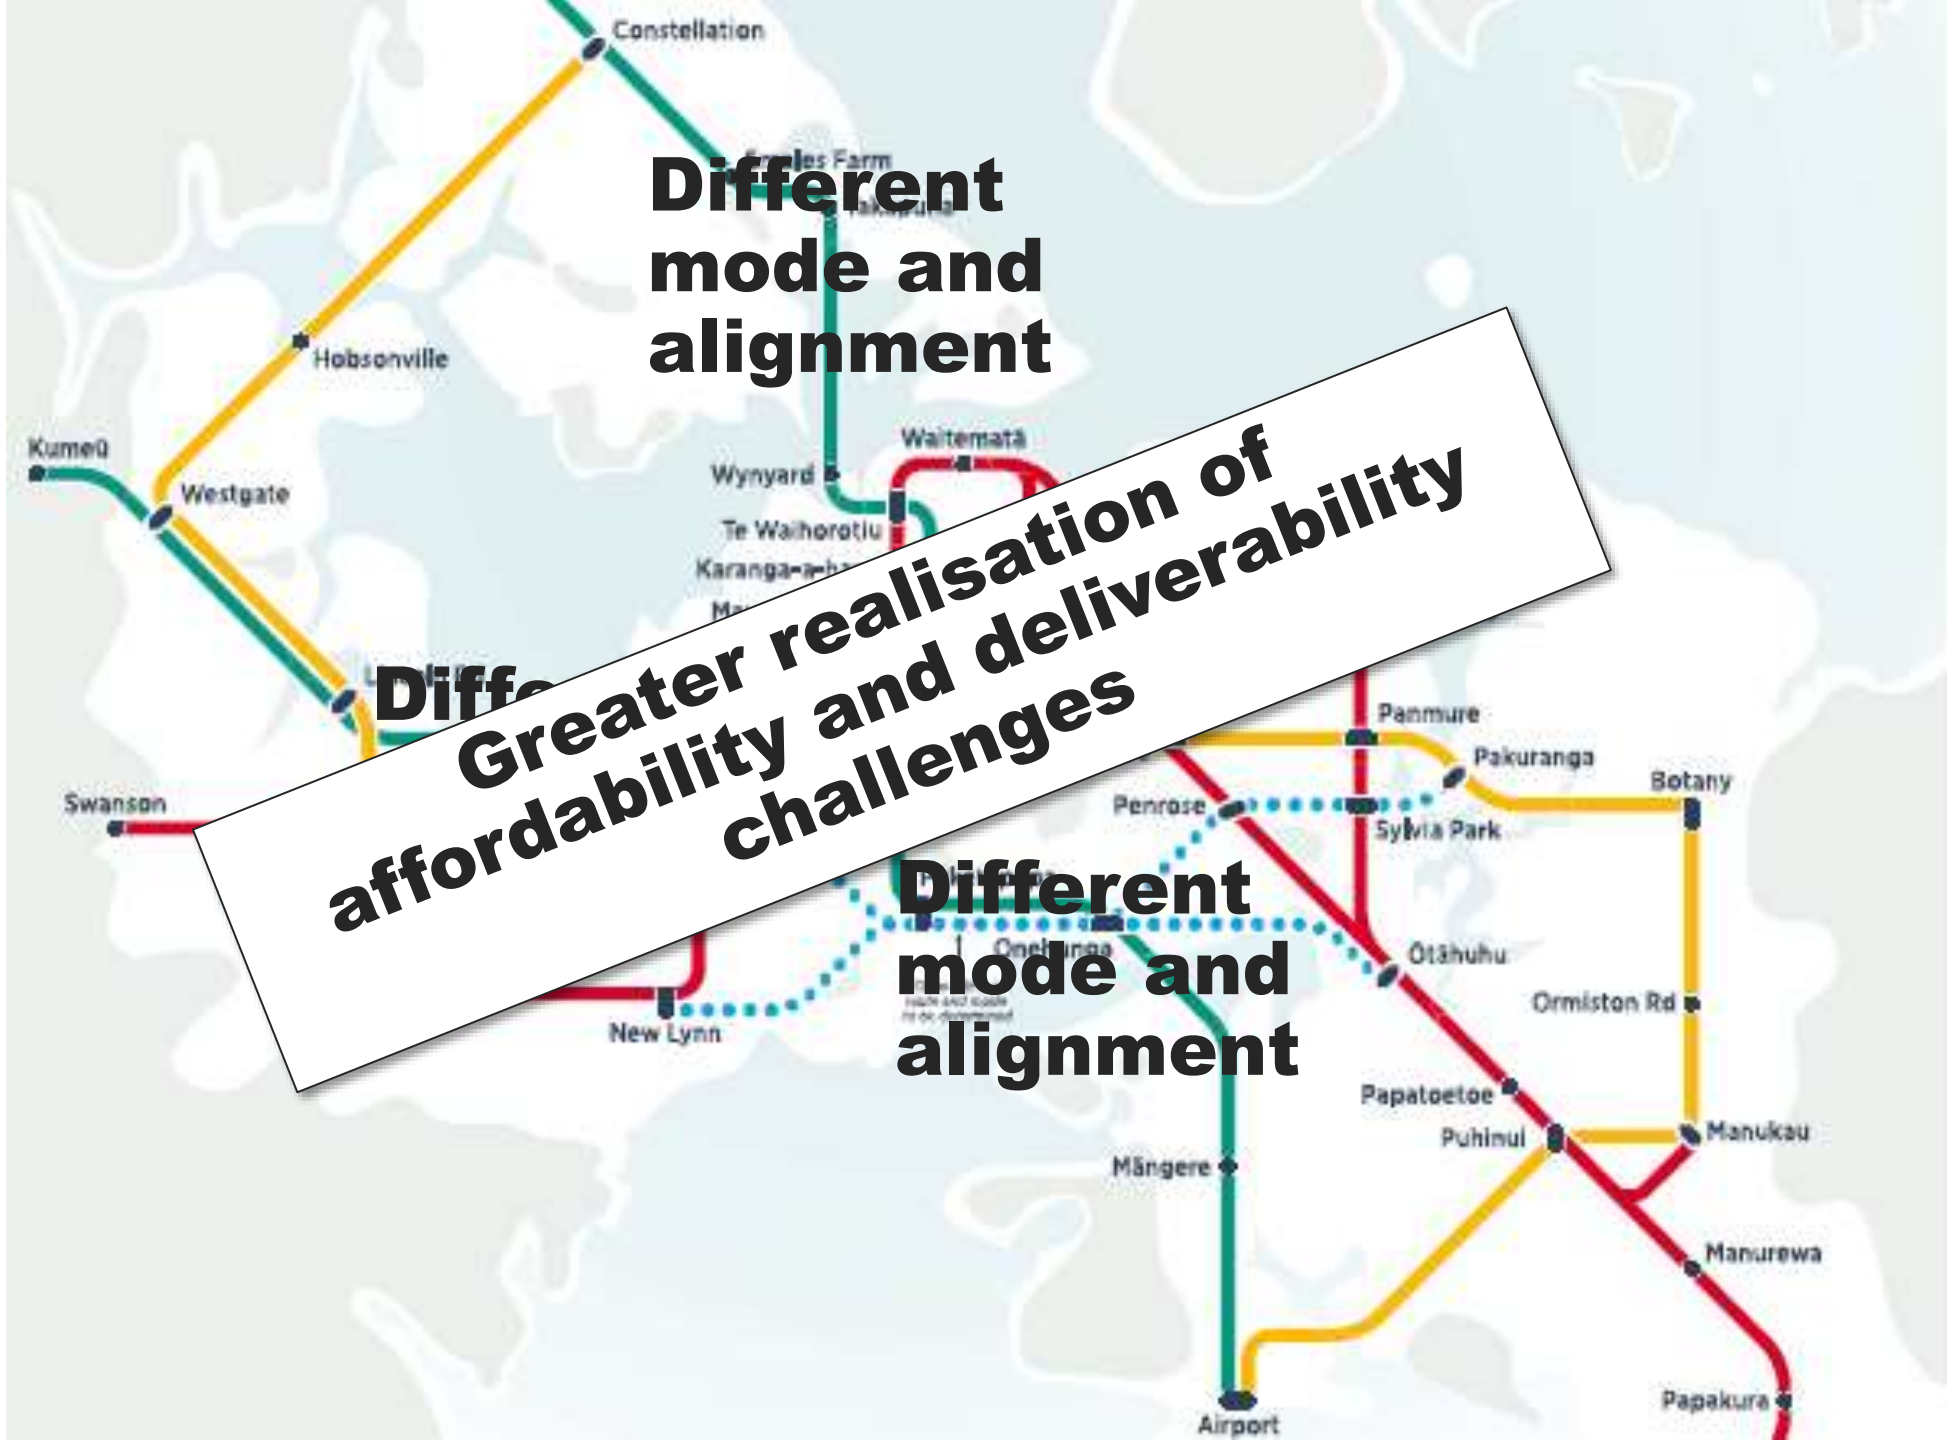 Constellation
Farm
Different
mode and
alignment
Hobsonville
Kumeū
Westgate
Waitematā
Wynyard
Te Waihorotiu
Greater realisation of
affordability and deliverability
challenges
Panmure
Pakuranga
Botany
Swanson
Penrose
Sylvia Park
Different
mode and
alignment
Onehunga
Ōtāhuhu
New Lynn
Ormiston Rd
Papatoetoe
Puhinui
Manukau
Māngere
Manurewa
Papakura
Airport